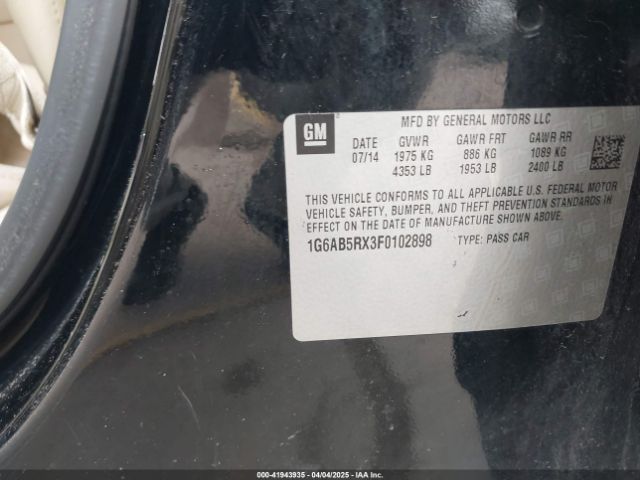 GM
MFD BY GENERAL MOTORS LLC
DATE GVWR GAWR FRT GAWR RR
07/14 1975 KG 886 KG 1089 KG
4353 LB 1953 LB 2400 LB
THIS VEHICLE CONFORMS TO ALL APPLICABLE U.S. FEDERAL MOTOR
VEHICLE SAFETY, BUMPER, AND THEFT PREVENTION STANDARDS IN
EFFECT ON THE DATE OF MANUFACTURE SHOWN ABOVE.
1G6AB5RX3F0102898 TYPE: PASS CAR
000-41943935 - 04/04/2025 - IAAI.COM